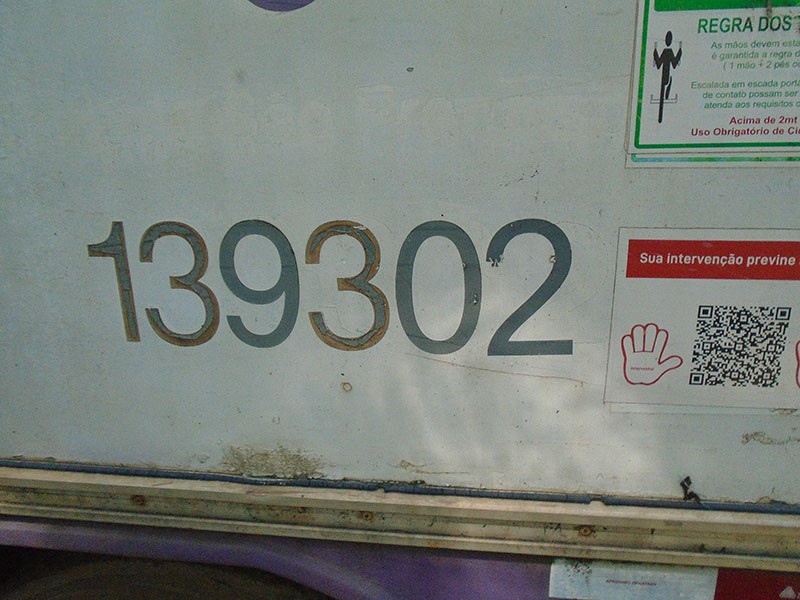 REGRA DOS
As mãos devem esta
é garantida a regra d
( 1 mão + 2 pés o
Escalada em escada portá
de contato possam ser
atenda aos requisitos
Acima de 2mt
Uso Obrigatório de Ci
139302
Sua intervenção previne